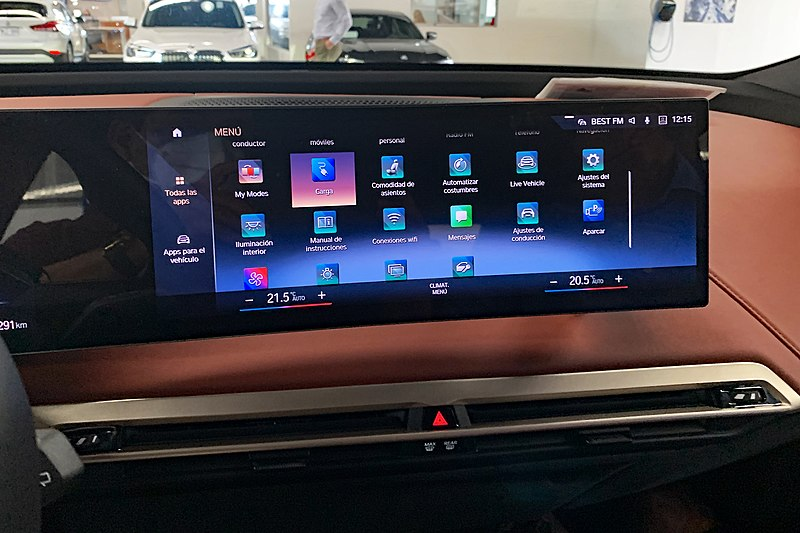 MENÚ
BEST FM
12:15
conductor
móviles
personal
Radio FM
teléfono
Navegación
Todas las
apps
Apps para el
vehículo
My Modes
Carga
Comodidad de
asientos
Automatizar
costumbres
Live Vehicle
Ajustes del
sistema
Iluminación
interior
Manual de
instrucciones
Conexiones wifi
Mensajes
Ajustes de
conducción
Aparcar
− 21.5 °C AUTO +
CLIMAT.
MENÚ
− 20.5 °C AUTO +
291 km
MAX
REAR